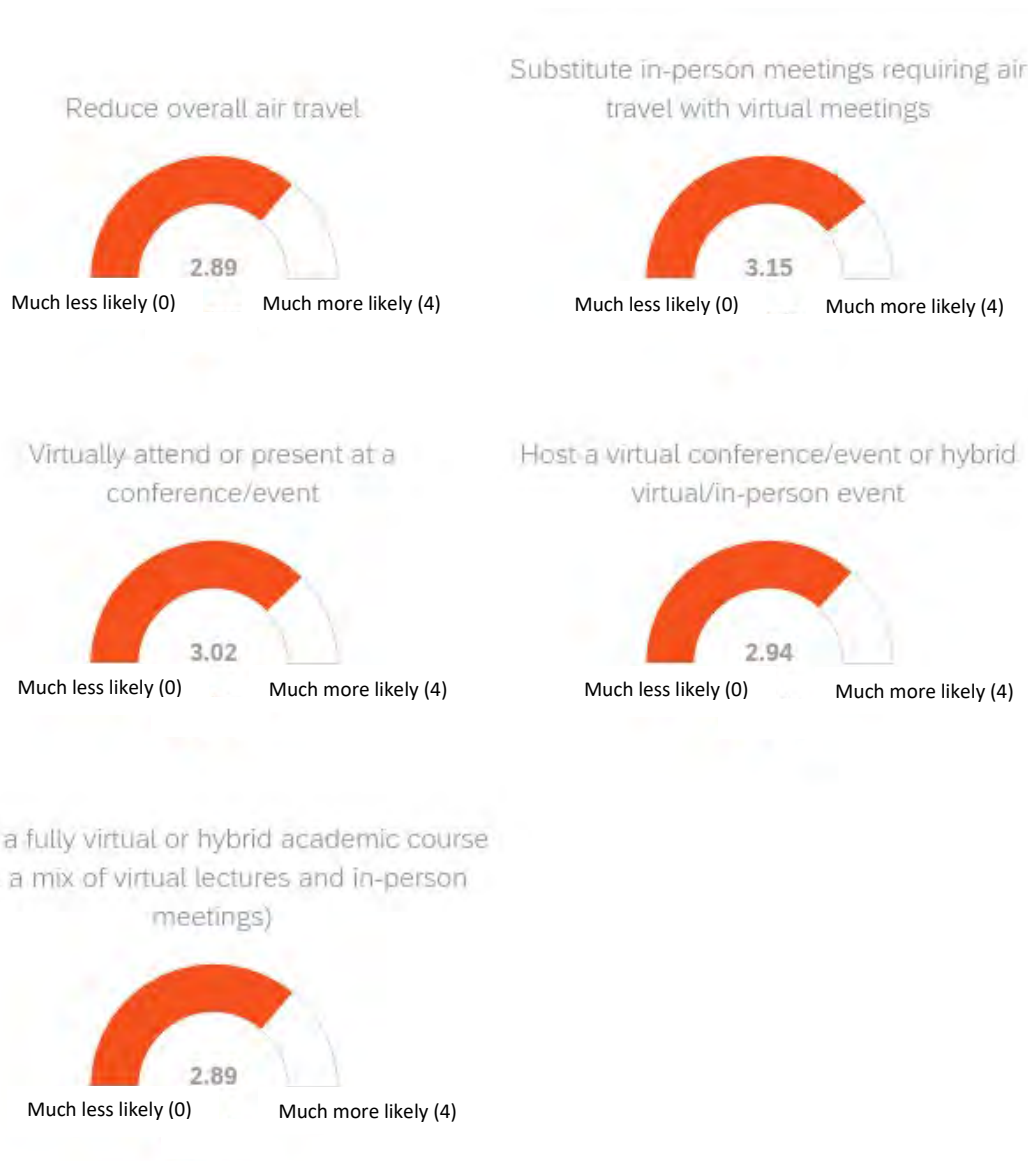 Reduce overall air travel
2.89
Much less likely (0) Much more likely (4)
Substitute in-person meetings requiring air
travel with virtual meetings
3.15
Much less likely (0) Much more likely (4)
Virtually attend or present at a
conference/event
3.02
Much less likely (0) Much more likely (4)
Host a virtual conference/event or hybrid
virtual/in-person event
2.94
Much less likely (0) Much more likely (4)
a fully virtual or hybrid academic course
a mix of virtual lectures and in-person
meetings)
2.89
Much less likely (0) Much more likely (4)